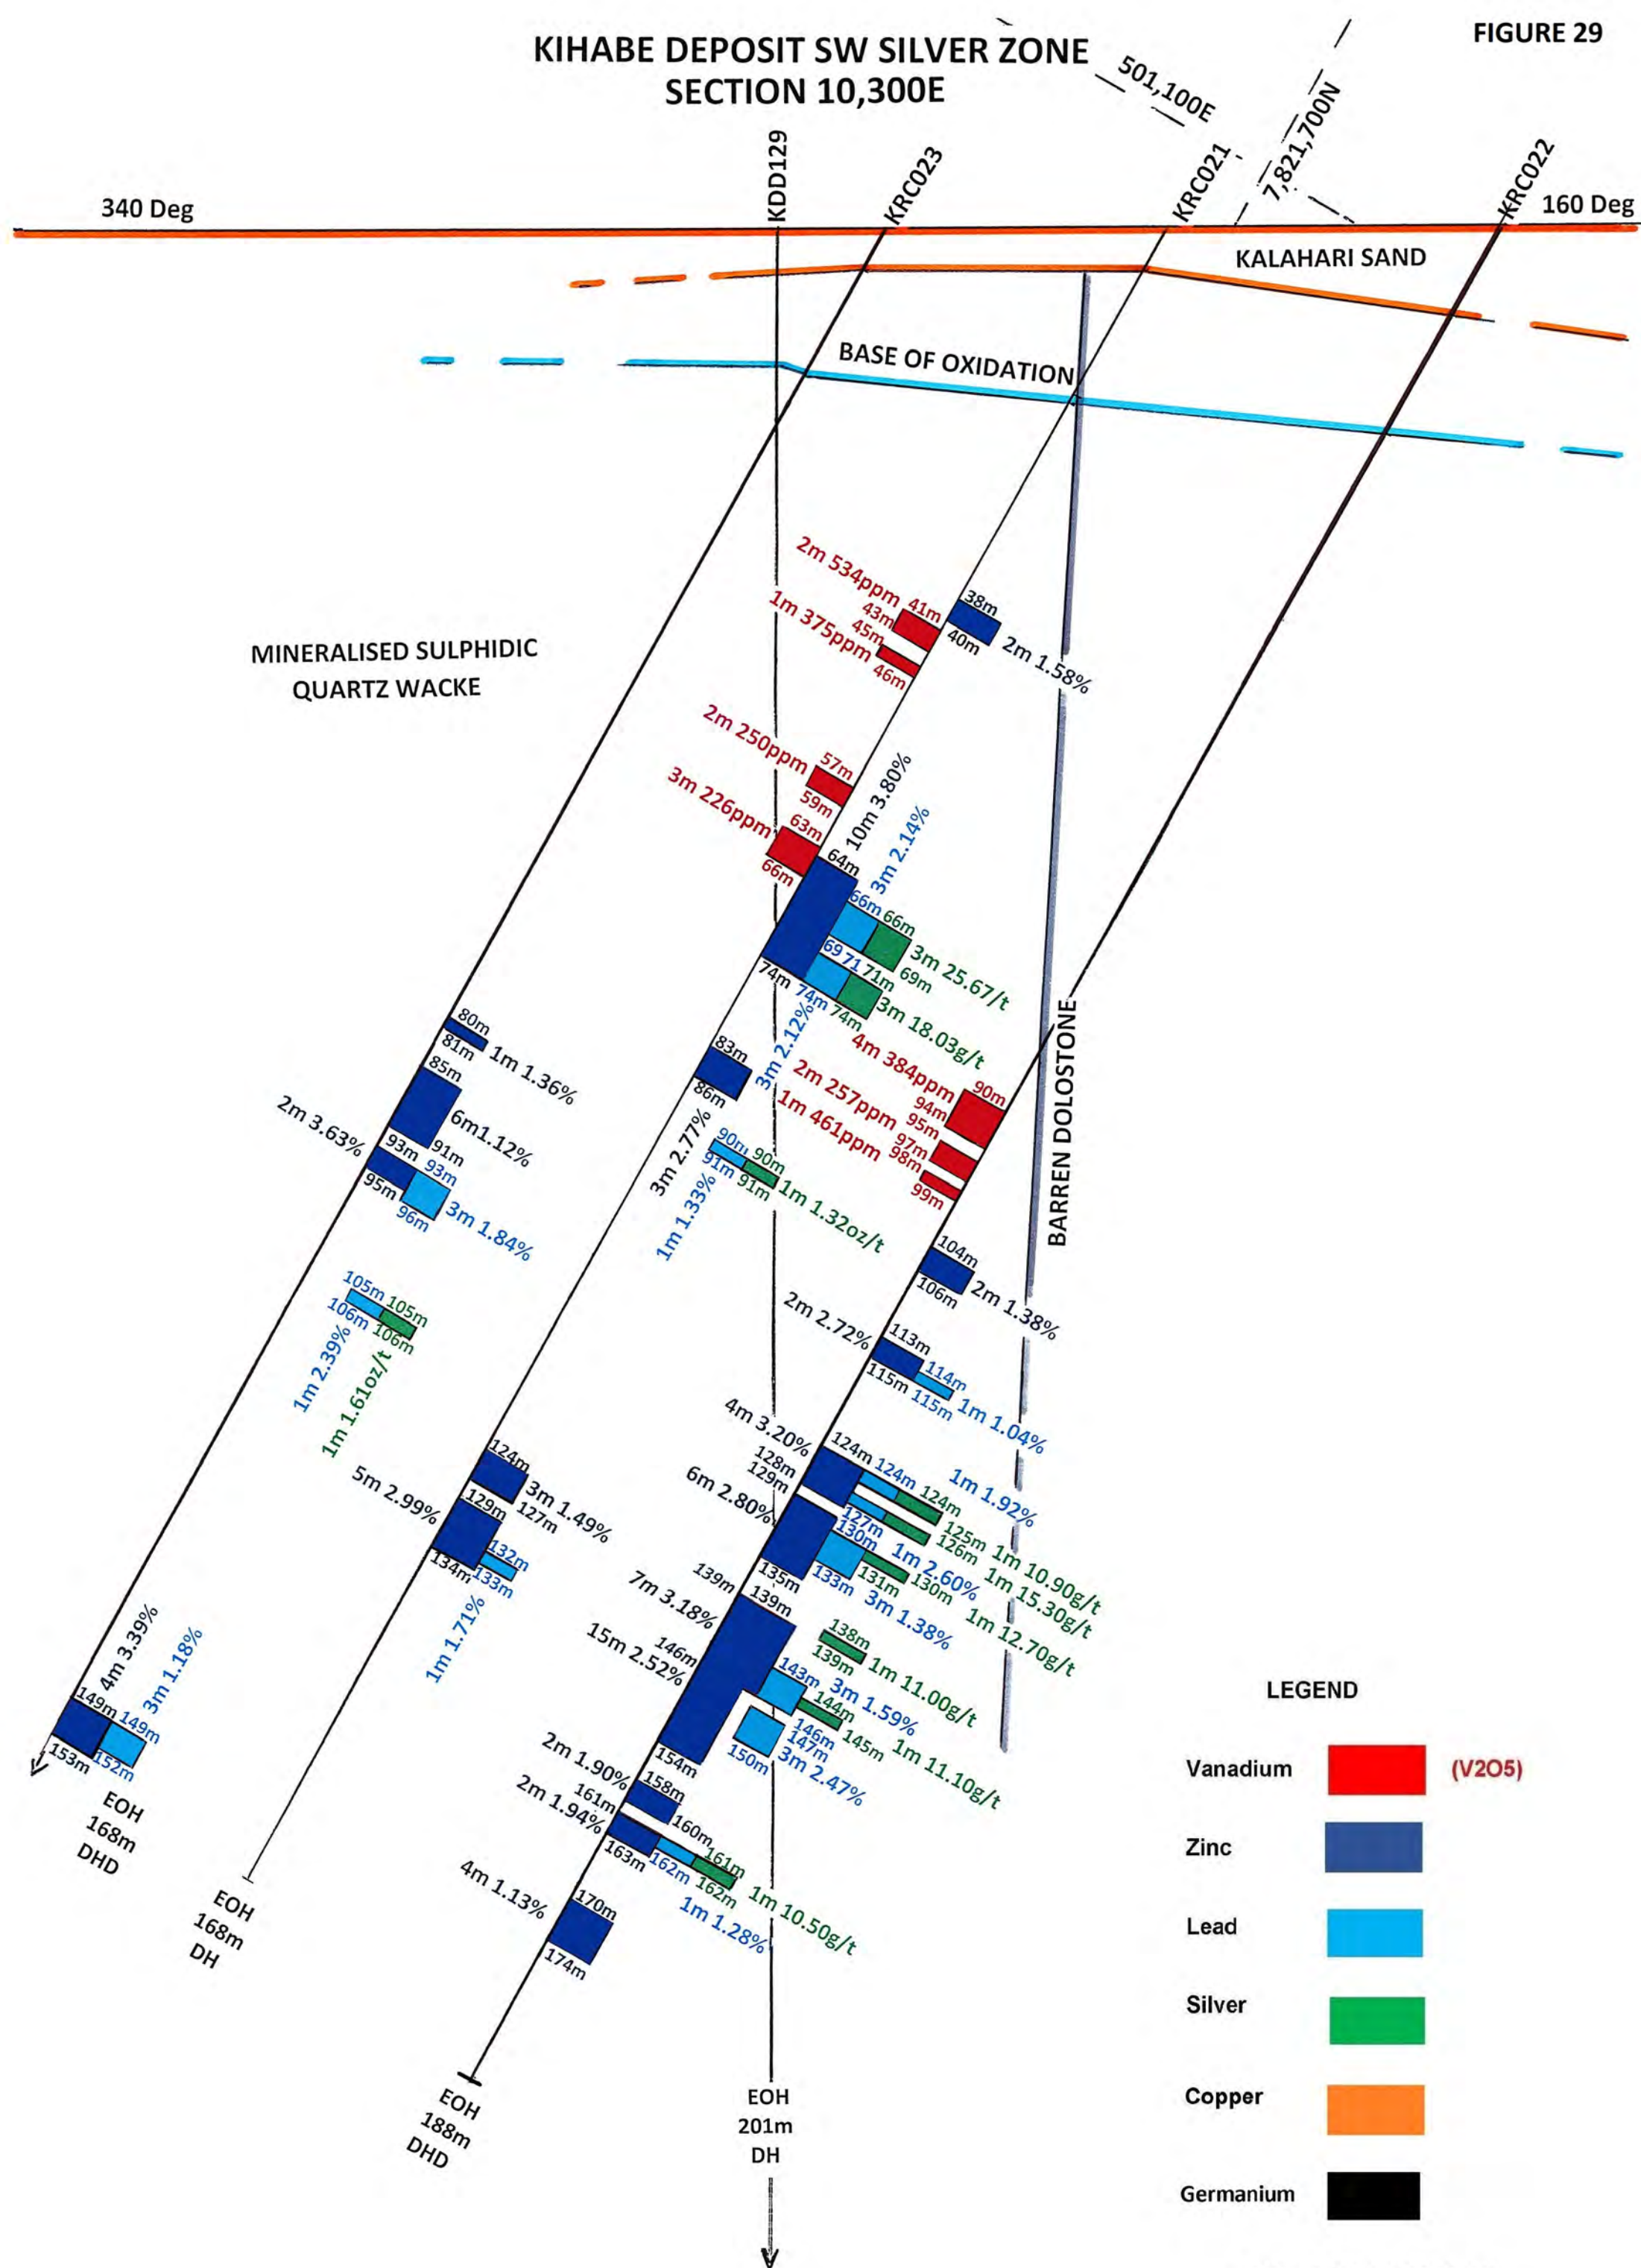 FIGURE 29
KIHABE DEPOSIT SW SILVER ZONE
SECTION 10,300E
501,100E
7,821,700N
KDD129
KRC023
KRC021
KRC022
340 Deg
160 Deg
KALAHARI SAND
BASE OF OXIDATION
MINERALISED SULPHIDIC
QUARTZ WACKE
BARREN DOLOSTONE
2m 534ppm
41m
43m
1m 375ppm
45m
46m
38m
40m
2m 1.58%
2m 250ppm
57m
59m
3m 226ppm
63m
66m
64m
10m 3.80%
3m 2.14%
66m
66m
69
71
71m
69m
3m 25.67/t
74m
74m
74m
3m 18.03g/t
3m 2.12%
83m
86m
3m 2.77%
90m
90m
91m
91m
1m 1.33%
1m 1.32oz/t
124m
127m
3m 1.49%
5m 2.99%
129m
134m
132m
133m
1m 1.71%
EOH
168m
DH
80m
81m
1m 1.36%
85m
91m
6m1.12%
2m 3.63%
93m
93m
95m
96m
3m 1.84%
105m
105m
106m
106m
1m 2.39%
1m 1.61oz/t
4m 3.39%
3m 1.18%
149m
149m
153m
152m
EOH
168m
DHD
4m 384ppm
90m
94m
2m 257ppm
95m
97m
1m 461ppm
98m
99m
104m
106m
2m 1.38%
2m 2.72%
113m
114m
115m
115m
1m 1.04%
4m 3.20%
124m
124m
124m
1m 1.92%
128m
129m
125m
1m 10.90g/t
127m
126m
1m 2.60%
1m 15.30g/t
6m 2.80%
130m
135m
133m
131m
130m
3m 1.38%
1m 12.70g/t
139m
139m
7m 3.18%
138m
139m
1m 11.00g/t
146m
15m 2.52%
143m
3m 1.59%
144m
146m
145m
1m 11.10g/t
147m
150m
3m 2.47%
154m
2m 1.90%
158m
160m
161m
2m 1.94%
161m
163m
162m
162m
1m 10.50g/t
1m 1.28%
4m 1.13%
170m
174m
EOH
188m
DHD
EOH
201m
DH
LEGEND
Vanadium
(V2O5)
Zinc
Lead
Silver
Copper
Germanium